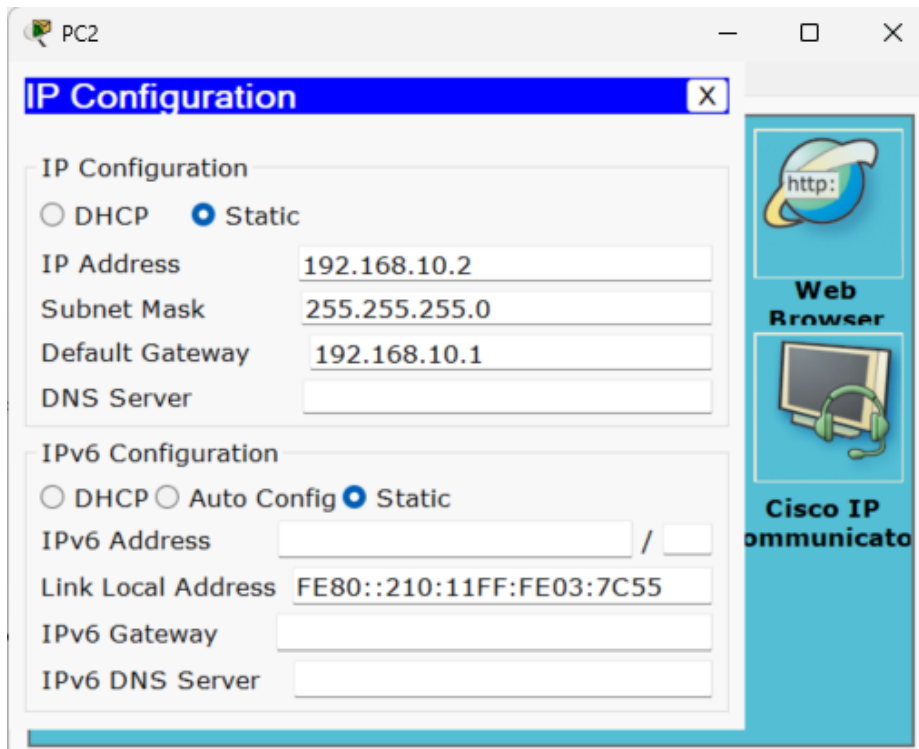 PC2
IP Configuration X
IP Configuration
DHCP Static
IP Address 192.168.10.2
Subnet Mask 255.255.255.0
Default Gateway 192.168.10.1
DNS Server
IPv6 Configuration
DHCP Auto Config Static
IPv6 Address /
Link Local Address FE80::210:11FF:FE03:7C55
IPv6 Gateway
IPv6 DNS Server
http:
Web
Browser
Cisco IP
ommunicato